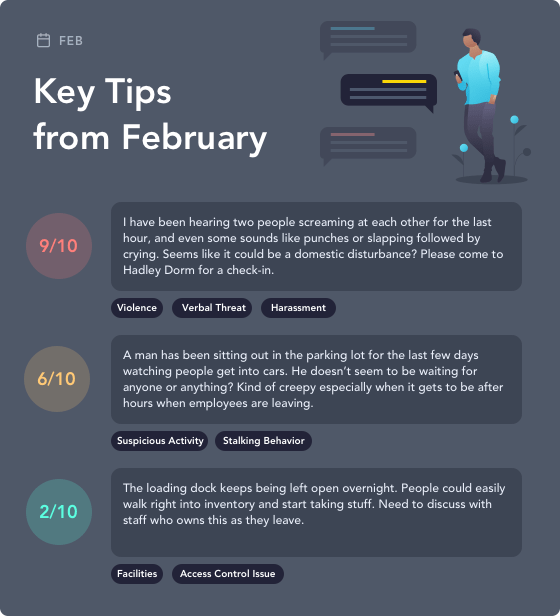 FEB
Key Tips
from February
9/10
I have been hearing two people screaming at each other for the last
hour, and even some sounds like punches or slapping followed by
crying. Seems like it could be a domestic disturbance? Please come to
Hadley Dorm for a check-in.
Violence Verbal Threat Harassment
6/10
A man has been sitting out in the parking lot for the last few days
watching people get into cars. He doesn’t seem to be waiting for
anyone or anything? Kind of creepy especially when it gets to be after
hours when employees are leaving.
Suspicious Activity Stalking Behavior
2/10
The loading dock keeps being left open overnight. People could easily
walk right into inventory and start taking stuff. Need to discuss with
staff who owns this as they leave.
Facilities Access Control Issue